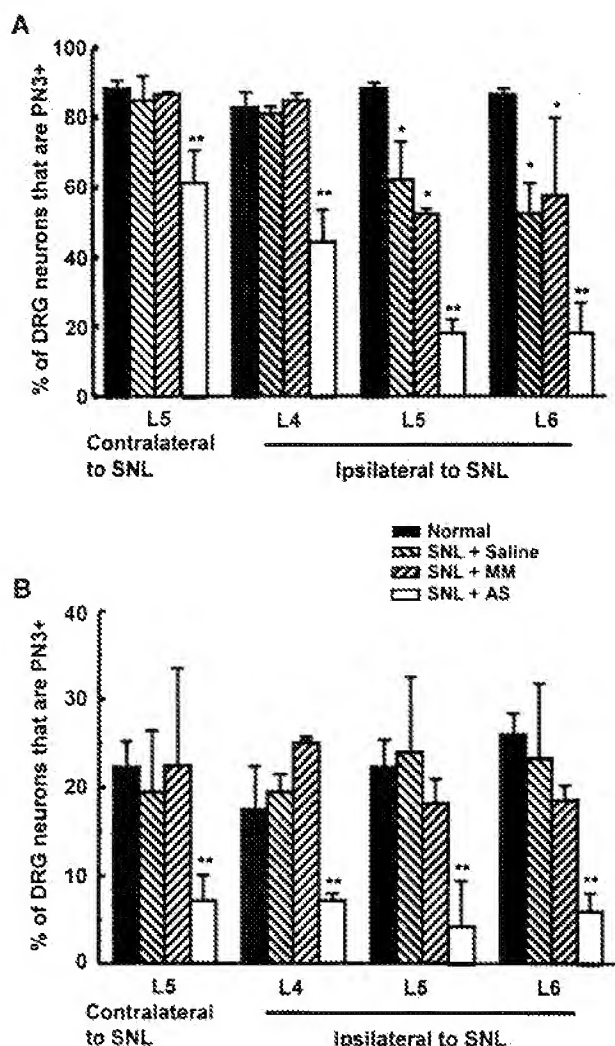 A
% of DRG neurons that are PN3+
100
80
60
40
20
0
**
**
* * **
* * **
L5 L4 L5 L6
Contralateral
to SNL
Ipsilateral to SNL
Normal
SNL + Saline
SNL + MM
SNL + AS
B
% of DRG neurons that are PN3+
40
30
20
10
0
** ** ** **
L5 L4 L5 L6
Contralateral
to SNL
Ipsilateral to SNL